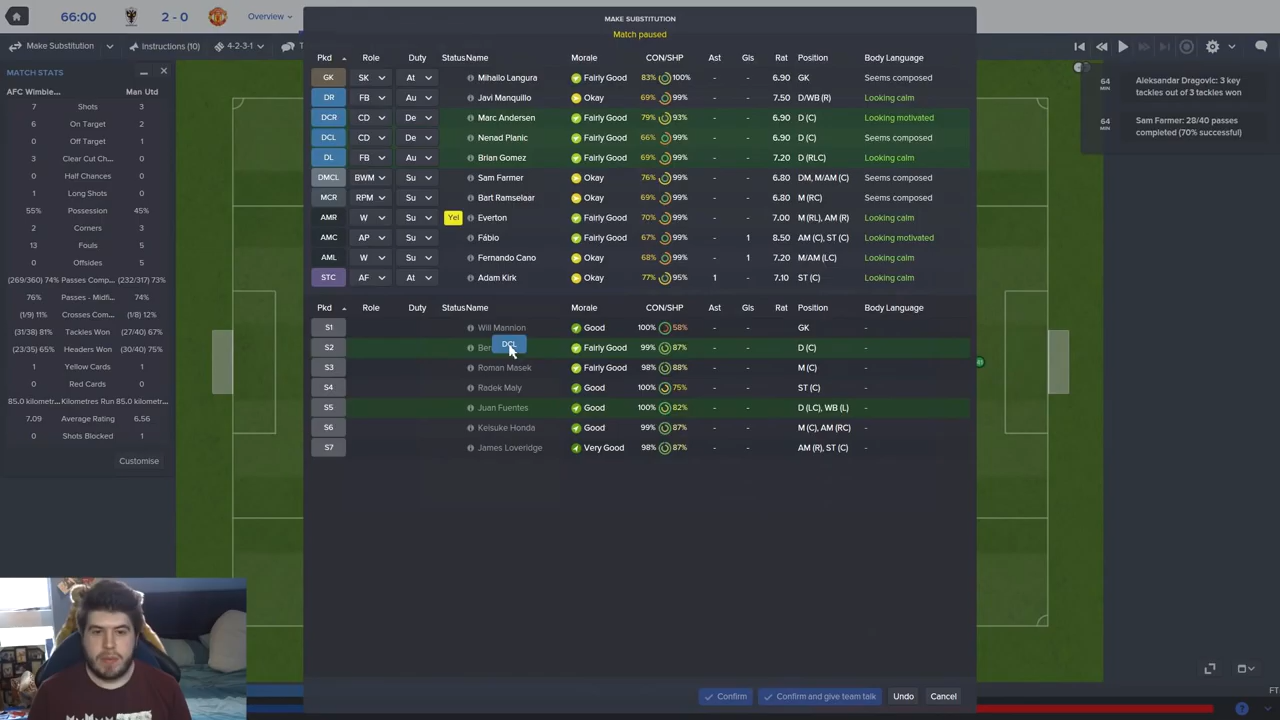 66:00 2 - 0 Overview
MAKE SUBSTITUTION
Match paused
Make Substitution Instructions (10) 4-2-3-1
MATCH STATS
AFC Wimble... Man Utd
7 Shots 3
6 On Target 2
0 Off Target 1
3 Clear Cut Ch... 0
0 Half Chances 0
1 Long Shots 0
55% Possession 45%
2 Corners 3
13 Fouls 5
0 Offsides 5
(269/360) 74% Passes Comp... (232/317) 73%
76% Passes - Midfi... 74%
(1/9) 11% Crosses Com... (1/8) 12%
(31/38) 81% Tackles Won (27/40) 67%
(23/35) 65% Headers Won (30/40) 75%
1 Yellow Cards 1
0 Red Cards 0
85.0 kilometr... Kilometres Run 85.0 kilometr...
7.09 Average Rating 6.56
0 Shots Blocked 1
Customise
Pkd Role Duty Status Name Morale CON/SHP Ast Gls Rat Position Body Language
GK SK At Mihailo Langura Fairly Good 83% 100% - - 6.90 GK Seems composed
DR FB Au Javi Manquillo Okay 69% 99% - - 7.50 D/WB (R) Looking calm
DCR CD De Marc Andersen Fairly Good 79% 93% - - 6.90 D (C) Looking motivated
DCL CD De Nenad Planic Fairly Good 66% 99% - - 6.90 D (C) Seems composed
DL FB Au Brian Gomez Fairly Good 69% 99% - - 7.20 D (RLC) Looking calm
DMCL BWM Su Sam Farmer Okay 76% 99% - - 6.80 DM, M/AM (C) Seems composed
MCR RPM Su Bart Ramselaar Okay 69% 99% - - 6.80 M (RC) Seems composed
AMR W Su Yel Everton Fairly Good 70% 99% - - 7.00 M (RL), AM (R) Looking calm
AMC AP Su Fábio Fairly Good 67% 99% - 1 8.50 AM (C), ST (C) Looking motivated
AML W Su Fernando Cano Okay 68% 99% - 1 7.20 M/AM (LC) Looking calm
STC AF At Adam Kirk Okay 77% 95% 1 - 7.10 ST (C) Looking calm
Pkd Role Duty Status Name Morale CON/SHP Ast Gls Rat Position Body Language
S1 Will Mannion Good 100% 58% - - - GK -
S2 DCL Fairly Good 99% 87% - - - D (C) -
S3 Roman Masek Fairly Good 98% 88% - - - M (C) -
S4 Radek Maly Good 100% 75% - - - ST (C) -
S5 Juan Fuentes Good 100% 82% - - - D (LC), WB (L) -
S6 Keisuke Honda Good 99% 87% - - - M (C), AM (RC) -
S7 James Loveridge Very Good 98% 87% - - - AM (R), ST (C) -
Confirm Confirm and give team talk Undo Cancel
64 MIN Aleksandar Dragovic: 3 key tackles out of 3 tackles won
64 MIN Sam Farmer: 28/40 passes completed (70% successful)
FT